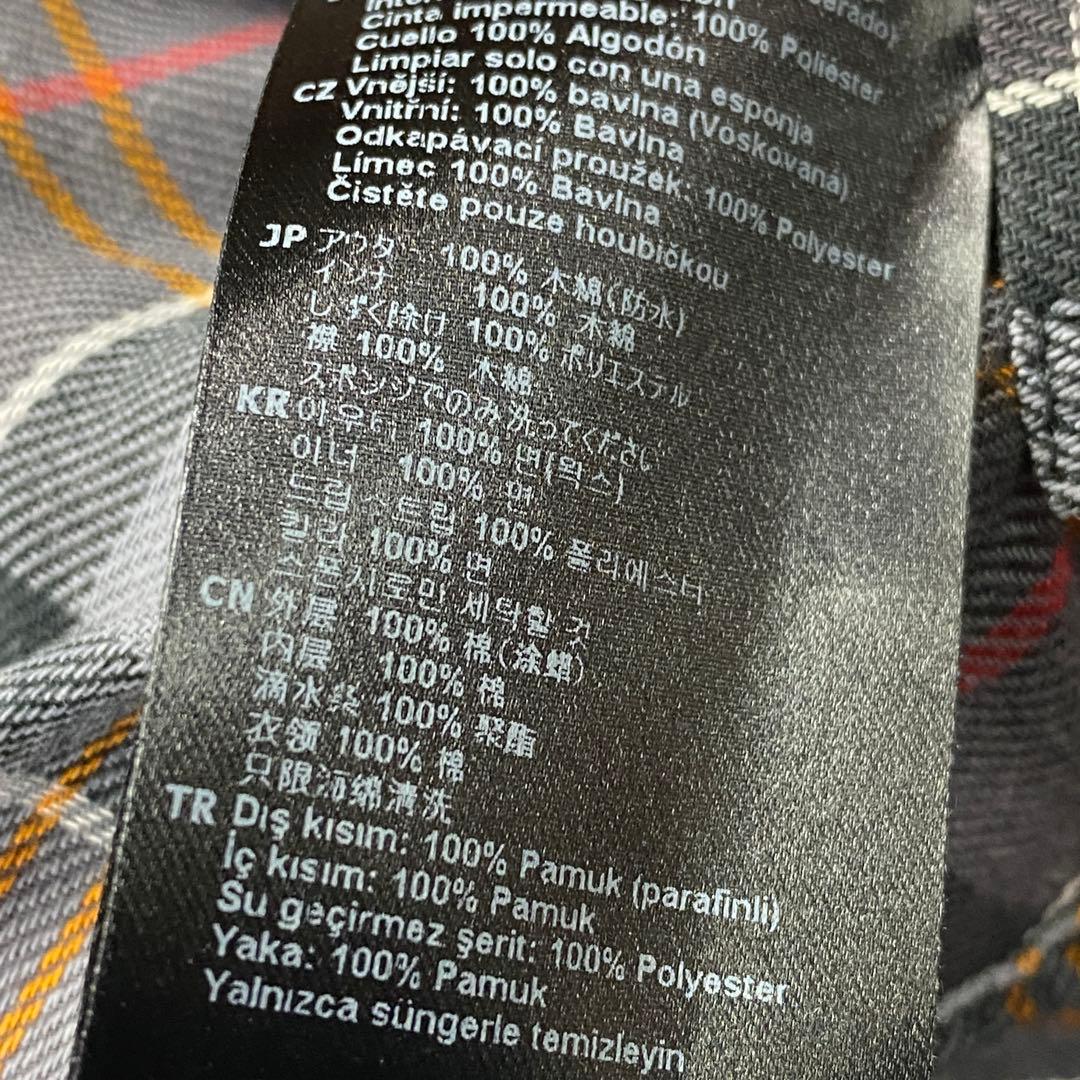 Cinta impermeable: 100% Poliéster
Cuello 100% Algodón
Limpiar solo con una esponja
CZ Vnější: 100% bavlna (Voskovaná)
Vnitřní: 100% Bavlna
Odkapávací proužek: 100% Polyester
Límec 100% Bavlna
Čistěte pouze houbičkou
JP アウター 100% 木綿(防水)
インナ 100% 木綿
しずく除け 100% ポリエステル
襟 100% 木綿
スポンジでのみ洗ってください
KR 아우터 100% 면(왁스)
이너 100% 면
드립스트립 100% 폴리에스터
칼라 100% 면
스폰지로만 세탁할 것
CN 外层 100% 棉(涂蜡)
内层 100% 棉
滴水 100% 聚酯
衣领 100% 棉
只限海绵清洗
TR Dış kısım: 100% Pamuk (parafinli)
İç kısım: 100% Pamuk
Su geçirmez şerit: 100% Polyester
Yaka: 100% Pamuk
Yalnızca süngerle temizleyin